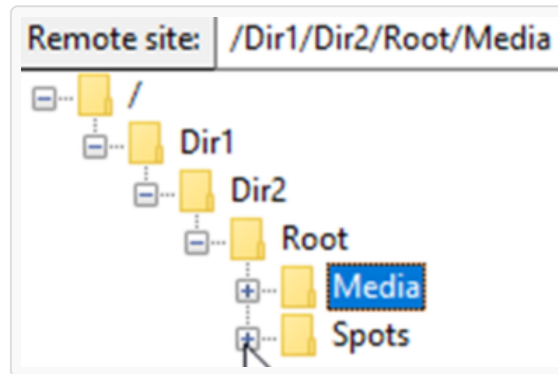 Remote site: /Dir1/Dir2/Root/Media
/
Dir1
Dir2
Root
Media
Spots